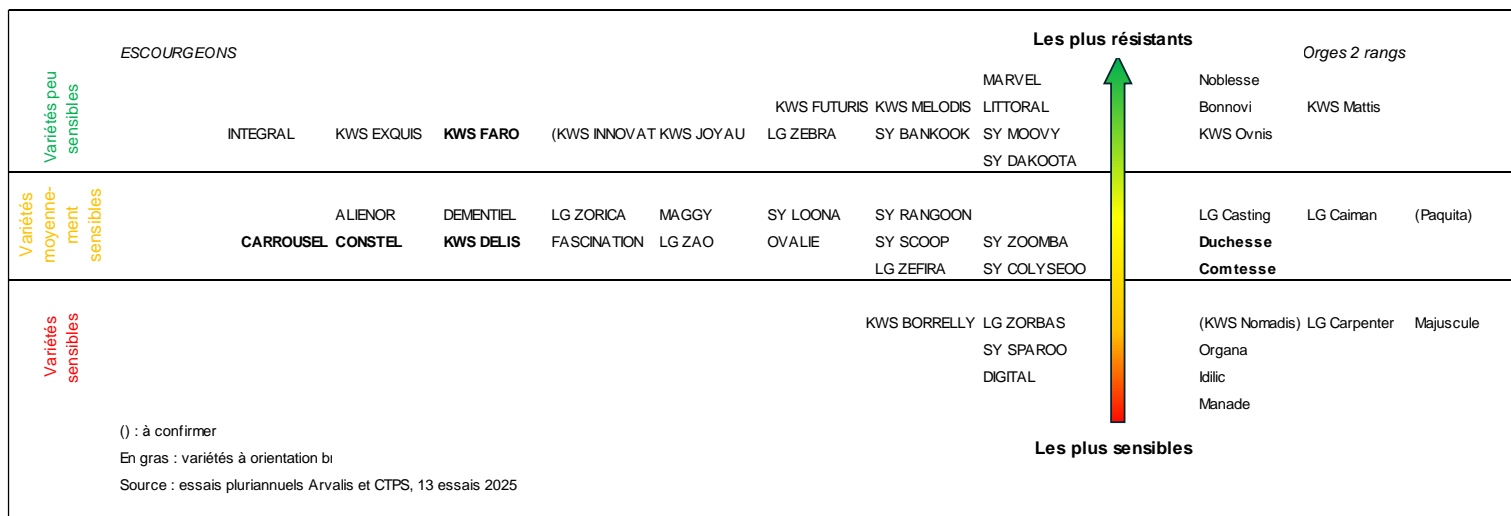 Les plus résistants
ESCOURGEONS Orges 2 rangs
Variétés peu
sensibles
MARVEL Noblesse
KWS FUTURIS KWS MELODIS LITTORAL Bonnovi KWS Mattis
INTEGRAL KWS EXQUIS KWS FARO (KWS INNOVAT KWS JOYAU LG ZEBRA SY BANKOOK SY MOOVY KWS Ovnis
SY DAKOOTA
Variétés
moyenne-
ment
sensibles
ALIENOR DEMENTIEL LG ZORICA MAGGY SY LOONA SY RANGOON LG Casting LG Caiman (Paquita)
CARROUSEL CONSTEL KWS DELIS FASCINATION LG ZAO OVALIE SY SCOOP SY ZOOMBA Duchesse
LG ZEFIRA SY COLYSEOO Comtesse
Variétés
sensibles
KWS BORRELLY LG ZORBAS (KWS Nomadis) LG Carpenter Majuscule
SY SPAROO Organa
DIGITAL Idilic
Manade
() : à confirmer
Les plus sensibles
En gras : variétés à orientation
Source : essais pluriannuels Arvalis et CTPS, 13 essais 2025